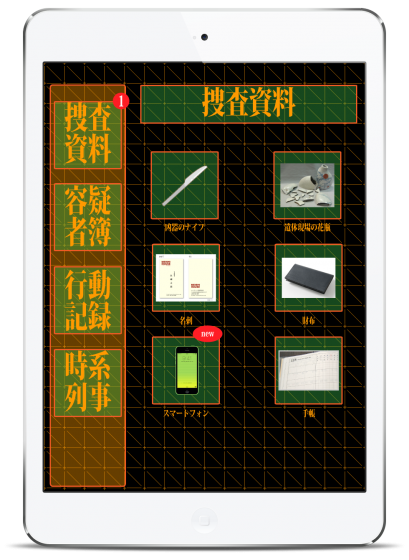 捜査
資料
1
容疑
者簿
行動
記録
時系
列事
捜査資料
凶器のナイフ
遺体現場の花瓶
名刺
財布
new
スマートフォン
手帳